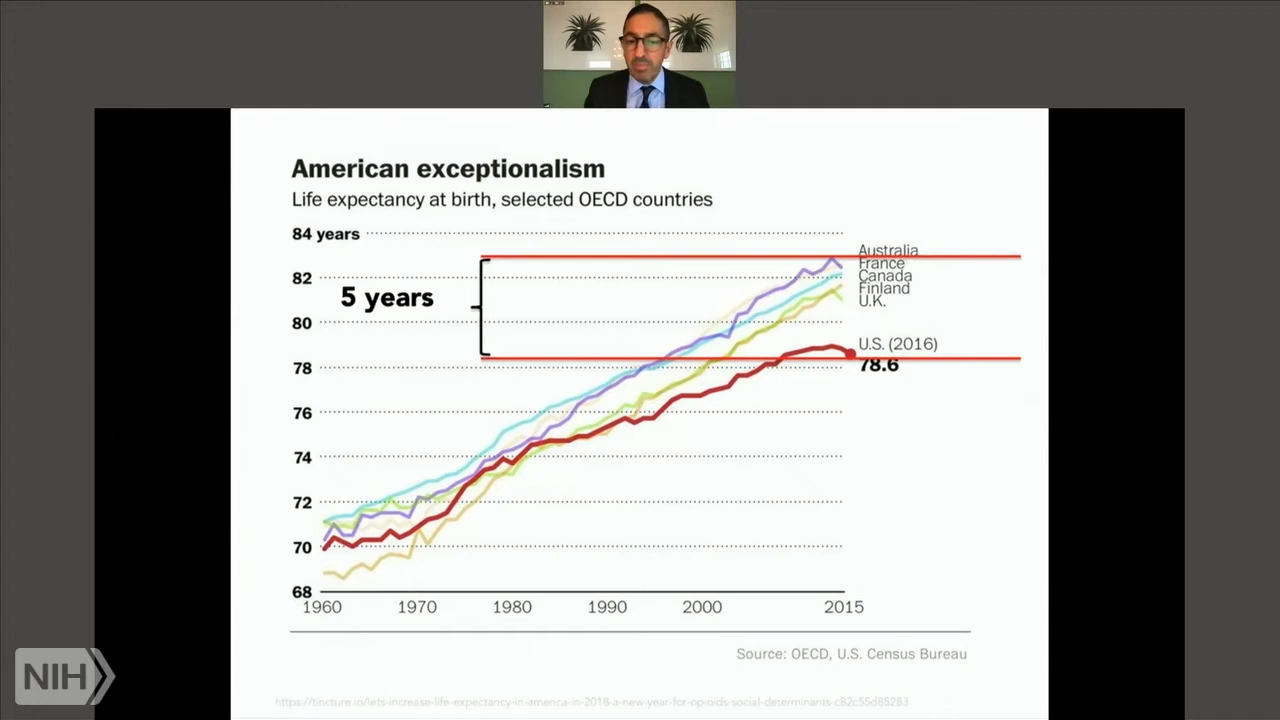 American exceptionalism
Life expectancy at birth, selected OECD countries
84 years
Australia
France
82
Canada
5 years
Finland
U.K.
80
U.S. (2016)
78
78.6
76
74
72
70
68
1960 1970 1980 1990 2000 2015
Source: OECD, U.S. Census Bureau
https://tincture.io/lets-increase-life-expectancy-in-america-in-2018-a-new-year-for-opioids-social-determinants-c82c55d85283
NIH